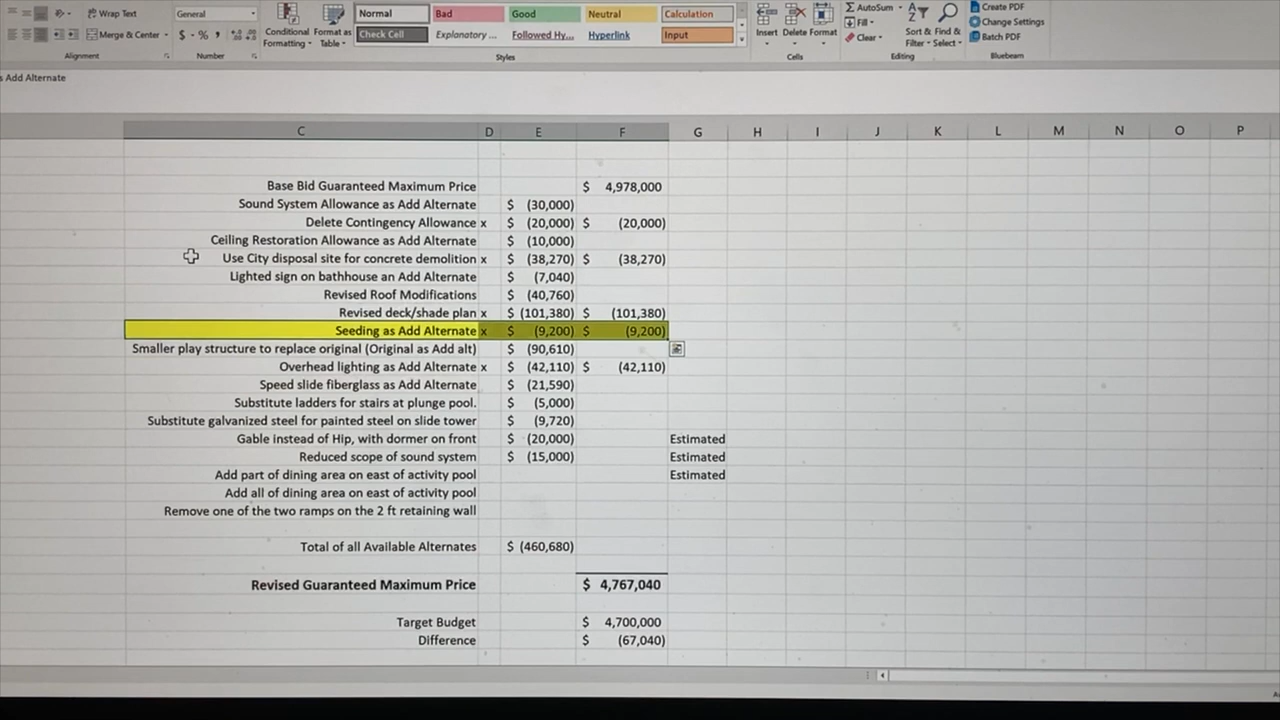 Wrap Text
General
Normal Bad Good Neutral Calculation
AutoSum
Create PDF
Fill
Change Settings
Merge & Center
$ - % ,
Conditional Formatting
Format as Table
Check Cell Explanatory ... Followed Hy... Hyperlink Input
Insert Delete Format
Clear
Sort & Filter Find & Select
Batch PDF
Alignment Number Styles Cells Editing Bluebeam
s Add Alternate
C D E F G H I J K L M N O P
Base Bid Guaranteed Maximum Price $ 4,978,000
Sound System Allowance as Add Alternate $ (30,000)
Delete Contingency Allowance x $ (20,000) $ (20,000)
Ceiling Restoration Allowance as Add Alternate $ (10,000)
Use City disposal site for concrete demolition x $ (38,270) $ (38,270)
Lighted sign on bathhouse an Add Alternate $ (7,040)
Revised Roof Modifications $ (40,760)
Revised deck/shade plan x $ (101,380) $ (101,380)
Seeding as Add Alternate x $ (9,200) $ (9,200)
Smaller play structure to replace original (Original as Add alt) $ (90,610)
Overhead lighting as Add Alternate x $ (42,110) $ (42,110)
Speed slide fiberglass as Add Alternate $ (21,590)
Substitute ladders for stairs at plunge pool. $ (5,000)
Substitute galvanized steel for painted steel on slide tower $ (9,720)
Gable instead of Hip, with dormer on front $ (20,000) Estimated
Reduced scope of sound system $ (15,000) Estimated
Add part of dining area on east of activity pool Estimated
Add all of dining area on east of activity pool
Remove one of the two ramps on the 2 ft retaining wall
Total of all Available Alternates $ (460,680)
Revised Guaranteed Maximum Price $ 4,767,040
Target Budget $ 4,700,000
Difference $ (67,040)